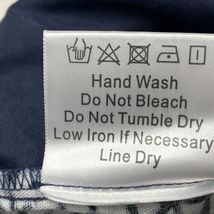 Hand Wash
Do Not Bleach
Do Not Tumble Dry
Low Iron If Necessary
Line Dry